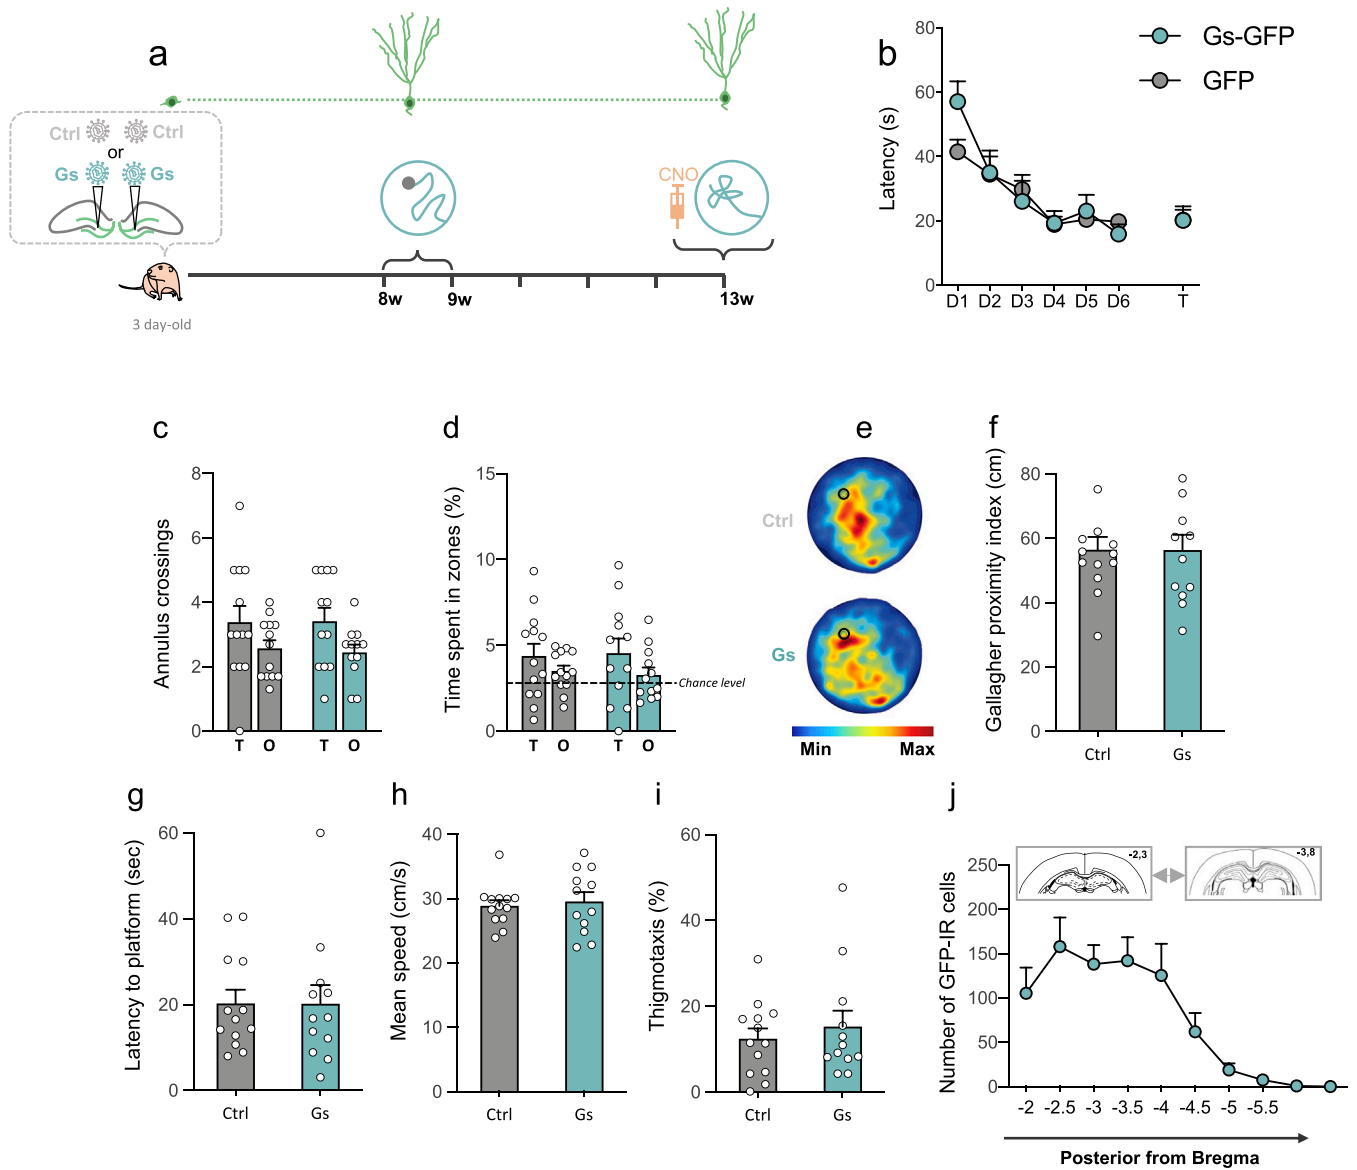 a
Ctrl Ctrl
or
Gs Gs
3 day-old
8w 9w 13w
CNO
b
Gs-GFP
GFP
Latency (s)
80
60
40
20
0
D1 D2 D3 D4 D5 D6 T
c
Annulus crossings
8
6
4
2
0
T O T O
d
Time spent in zones (%)
15
10
5
0
Chance level
T O T O
e
Ctrl
Gs
Min Max
f
Gallagher proximity index (cm)
80
60
40
20
0
Ctrl Gs
g
Latency to platform (sec)
60
40
20
0
Ctrl Gs
h
Mean speed (cm/s)
40
30
20
10
0
Ctrl Gs
i
Thigmotaxis (%)
60
40
20
0
Ctrl Gs
j
-2,3 -3,8
Number of GFP-IR cells
250
200
150
100
50
0
-2 -2.5 -3 -3.5 -4 -4.5 -5 -5.5
Posterior from Bregma